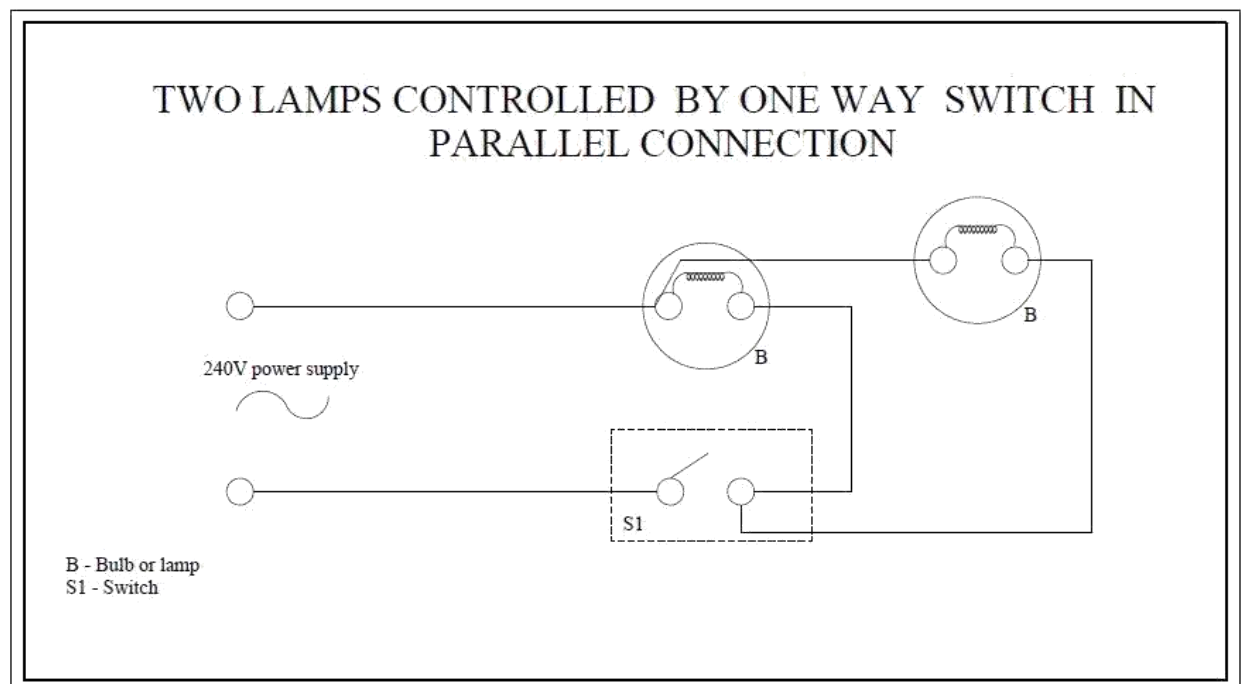 TWO LAMPS CONTROLLED BY ONE WAY SWITCH IN
PARALLEL CONNECTION
B
B
240V power supply
S1
B - Bulb or lamp
S1 - Switch